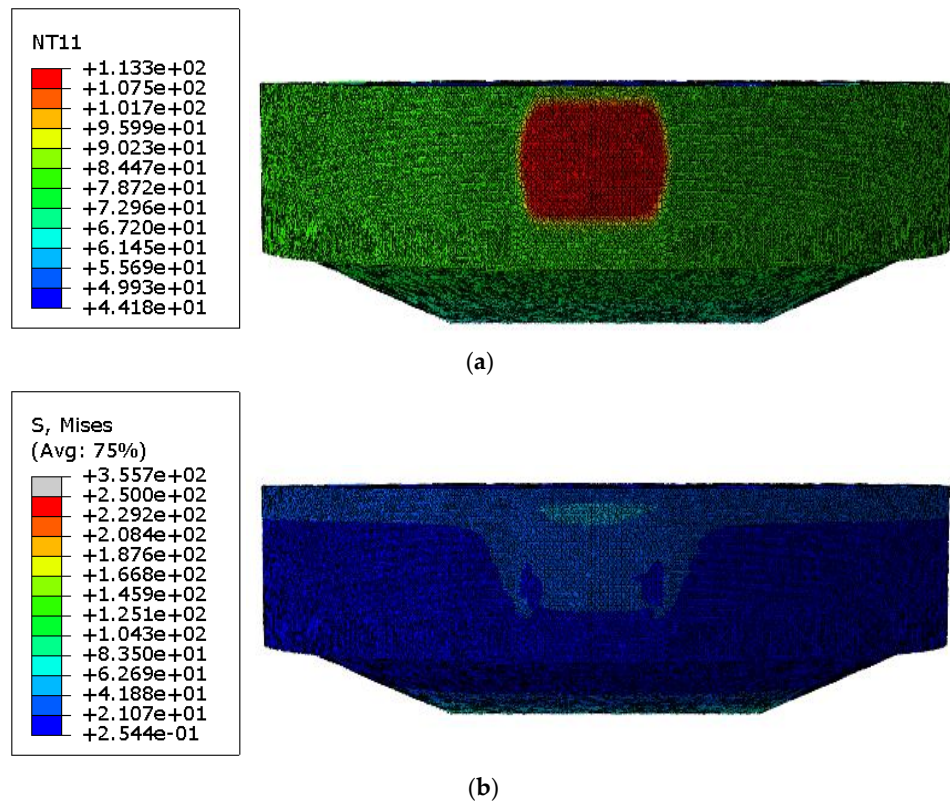 NT11
+1.133e+02
+1.075e+02
+1.017e+02
+9.599e+01
+9.023e+01
+8.447e+01
+7.872e+01
+7.296e+01
+6.720e+01
+6.145e+01
+5.569e+01
+4.993e+01
+4.418e+01
(a)
S, Mises
(Avg: 75%)
+3.557e+02
+2.500e+02
+2.292e+02
+2.084e+02
+1.876e+02
+1.668e+02
+1.459e+02
+1.251e+02
+1.043e+02
+8.350e+01
+6.269e+01
+4.188e+01
+2.107e+01
+2.544e-01
(b)